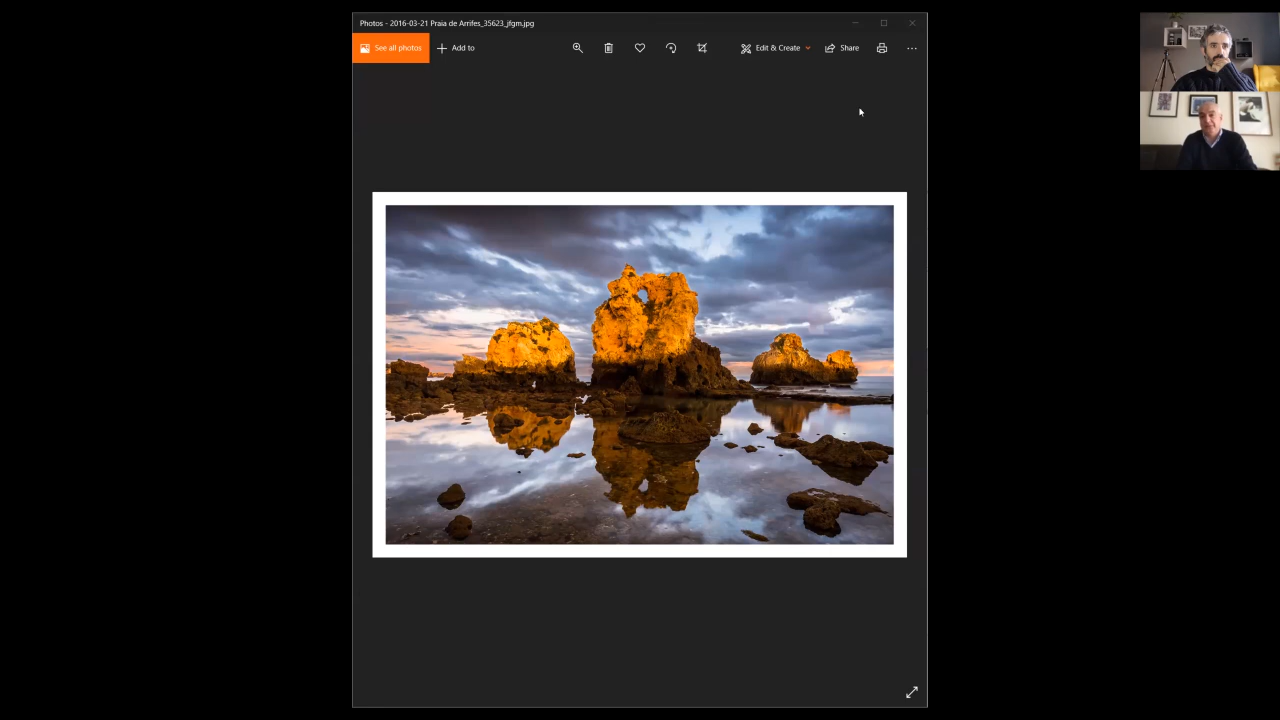 Photos - 2016-03-21 Praia de Arrifes_35623_jfgm.jpg
See all photos
Add to
Edit & Create
Share